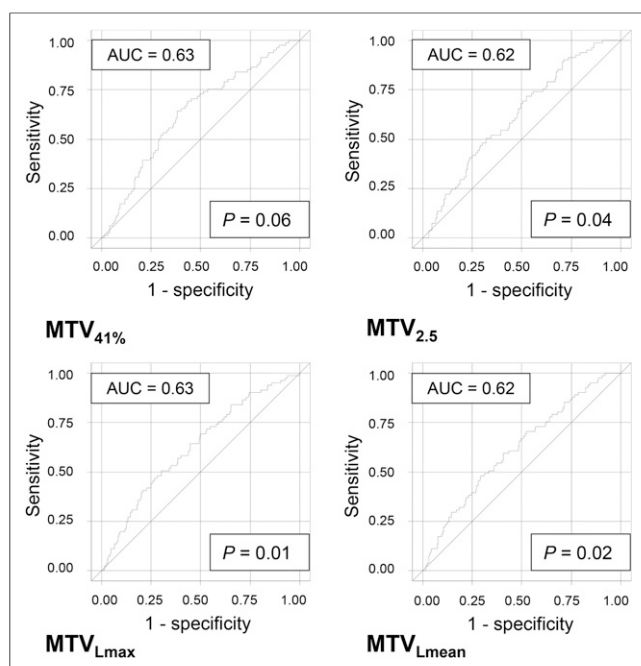 AUC = 0.63
1.00
0.75
0.50
0.25
0.00
Sensitivity
P = 0.06
0.00 0.25 0.50 0.75 1.00
1 - specificity
MTV41%
AUC = 0.62
1.00
0.75
0.50
0.25
0.00
Sensitivity
P = 0.04
0.00 0.25 0.50 0.75 1.00
1 - specificity
MTV2.5
AUC = 0.63
1.00
0.75
0.50
0.25
0.00
Sensitivity
P = 0.01
0.00 0.25 0.50 0.75 1.00
1 - specificity
MTVLmax
AUC = 0.62
1.00
0.75
0.50
0.25
0.00
Sensitivity
P = 0.02
0.00 0.25 0.50 0.75 1.00
1 - specificity
MTVLmean